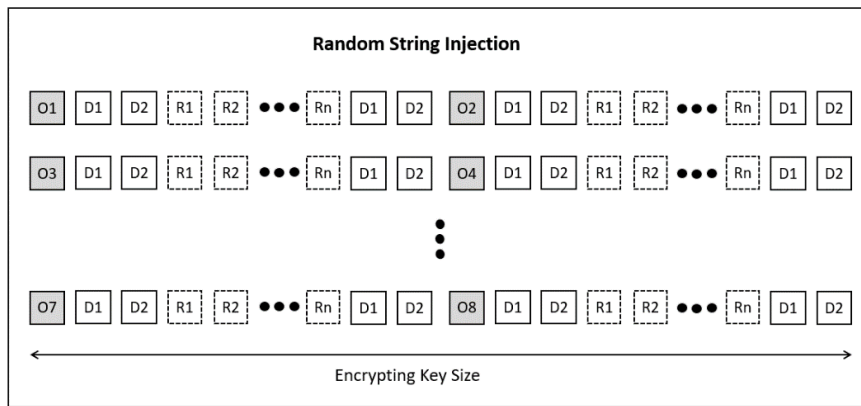 Random String Injection
O1 D1 D2 R1 R2 ●●● Rn D1 D2 O2 D1 D2 R1 R2 ●●● Rn D1 D2
O3 D1 D2 R1 R2 ●●● Rn D1 D2 O4 D1 D2 R1 R2 ●●● Rn D1 D2
O7 D1 D2 R1 R2 ●●● Rn D1 D2 O8 D1 D2 R1 R2 ●●● Rn D1 D2
Encrypting Key Size